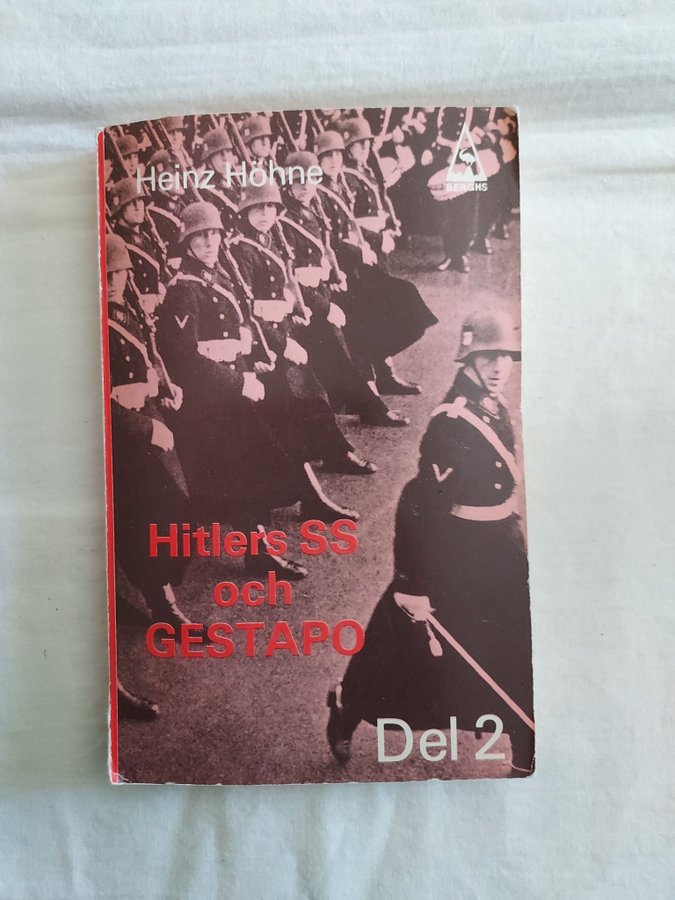 Heinz Höhne
BERGHS
Hitlers SS
och
GESTAPO
Del 2